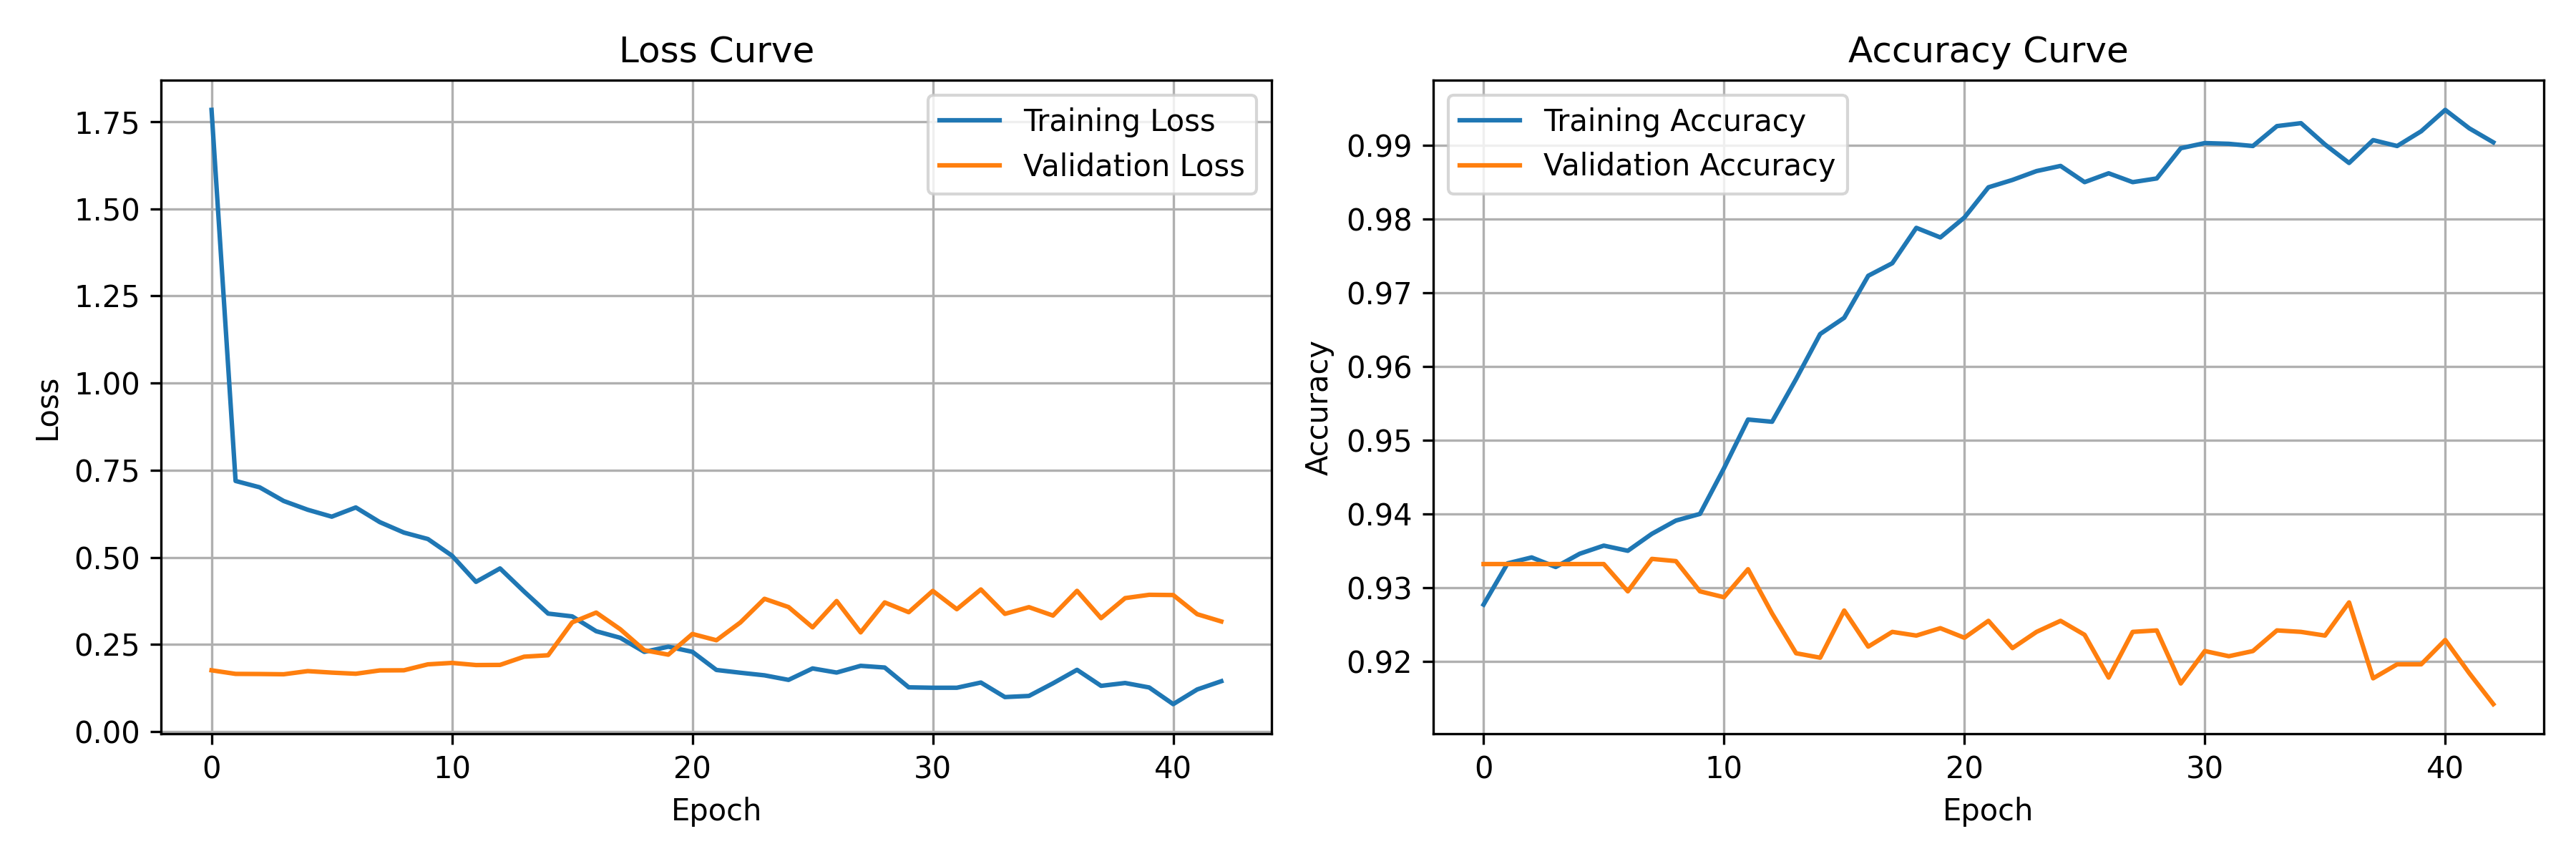 Loss Curve
Training Loss
Validation Loss
1.75
1.50
1.25
1.00
0.75
0.50
0.25
0.00
Loss
0 10 20 30 40
Epoch
Accuracy Curve
Training Accuracy
Validation Accuracy
0.99
0.98
0.97
0.96
0.95
0.94
0.93
0.92
Accuracy
0 10 20 30 40
Epoch